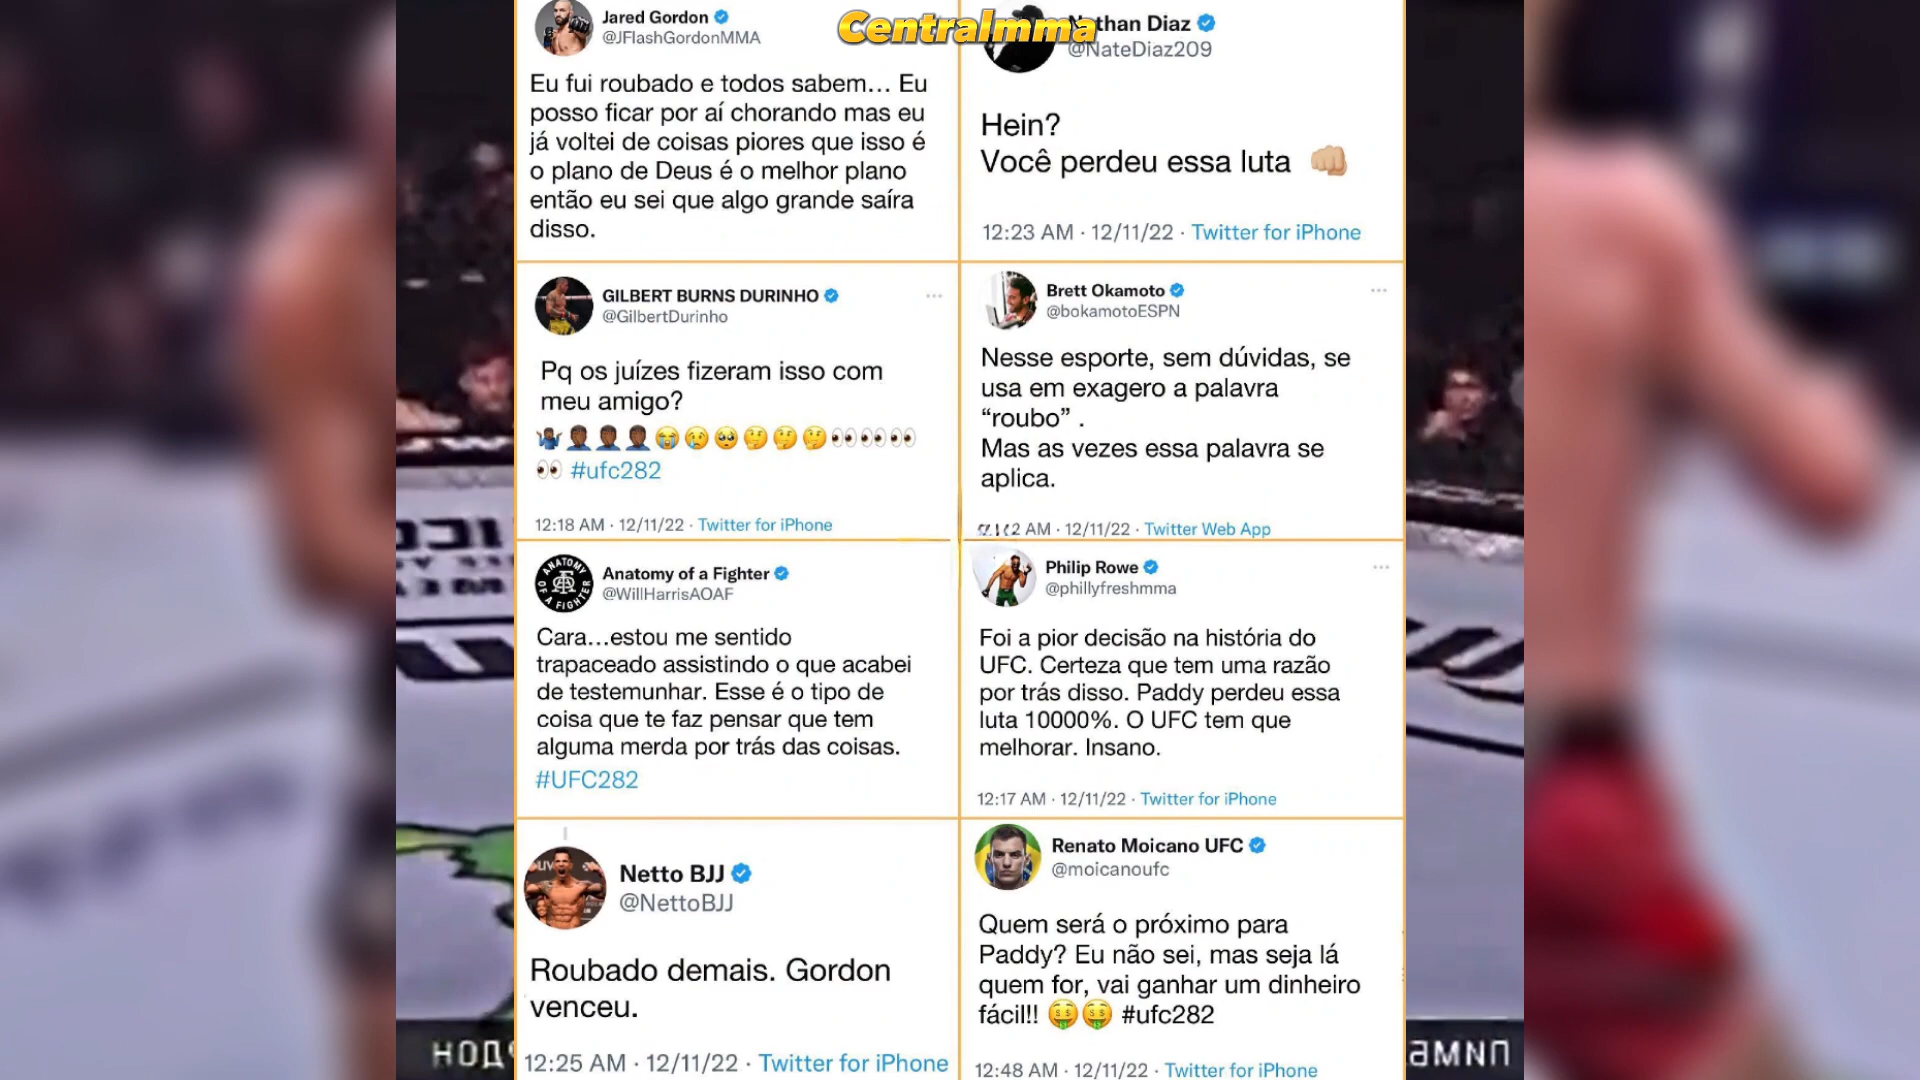 Centralmma
Jared Gordon
@JFlashGordonMMA
Eu fui roubado e todos sabem... Eu
posso ficar por aí chorando mas eu
já voltei de coisas piores que isso é
o plano de Deus é o melhor plano
então eu sei que algo grande saíra
disso.
Nathan Diaz
@NateDiaz209
Hein?
Você perdeu essa luta 👊🏼
12:23 AM · 12/11/22 · Twitter for iPhone
GILBERT BURNS DURINHO
@GilbertDurinho
Pq os juízes fizeram isso com
meu amigo?
🤷🏾‍♂️🤦🏾‍♂️🤦🏾‍♂️🤦🏾‍♂️😭😢🥺🤔🤔🤔👀👀👀
👀 #ufc282
12:18 AM · 12/11/22 · Twitter for iPhone
Brett Okamoto
@bokamotoESPN
Nesse esporte, sem dúvidas, se
usa em exagero a palavra
“roubo” .
Mas as vezes essa palavra se
aplica.
AM · 12/11/22 · Twitter Web App
ANATOMY OF A FIGHTER
Anatomy of a Fighter
@WillHarrisAOAF
Cara...estou me sentido
trapaceado assistindo o que acabei
de testemunhar. Esse é o tipo de
coisa que te faz pensar que tem
alguma merda por trás das coisas.
#UFC282
Philip Rowe
@phillyfreshmma
Foi a pior decisão na história do
UFC. Certeza que tem uma razão
por trás disso. Paddy perdeu essa
luta 10000%. O UFC tem que
melhorar. Insano.
12:17 AM · 12/11/22 · Twitter for iPhone
Netto BJJ
@NettoBJJ
Roubado demais. Gordon
venceu.
12:25 AM · 12/11/22 · Twitter for iPhone
Renato Moicano UFC
@moicanoufc
Quem será o próximo para
Paddy? Eu não sei, mas seja lá
quem for, vai ganhar um dinheiro
fácil!! 🤑🤑 #ufc282
12:48 AM · 12/11/22 · Twitter for iPhone